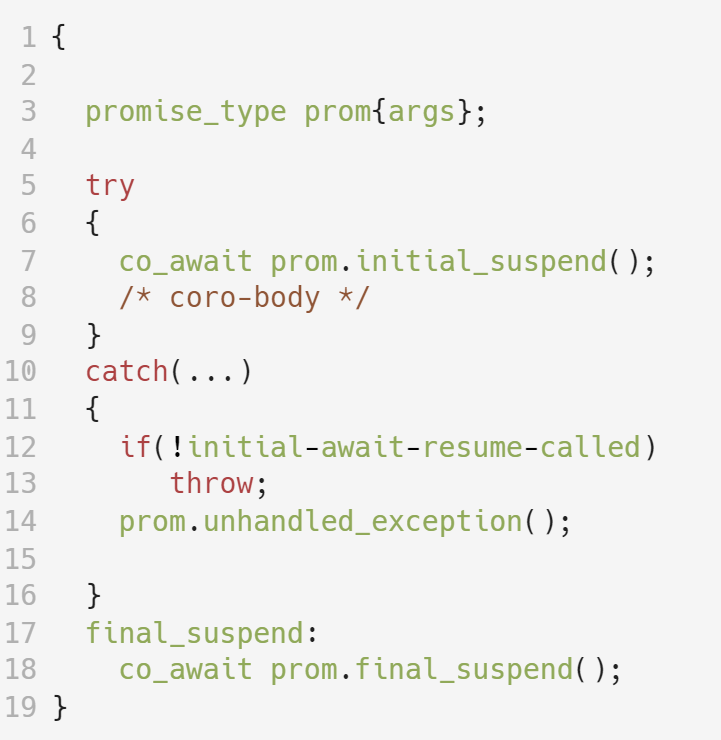 1 {
2
3   promise_type prom{args};
4
5   try
6   {
7     co_await prom.initial_suspend();
8     /* coro-body */
9   }
10   catch(...)
11   {
12     if(!initial-await-resume-called)
13        throw;
14     prom.unhandled_exception();
15
16   }
17   final_suspend:
18     co_await prom.final_suspend();
19 }